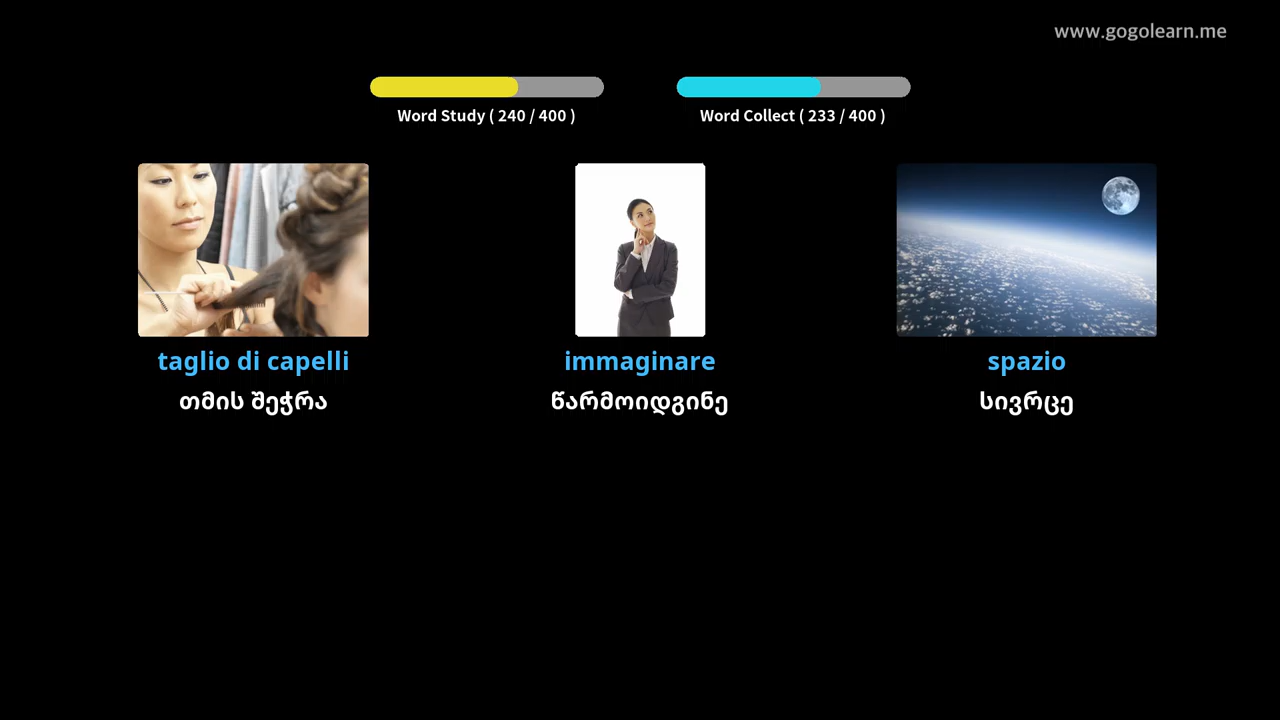 www.gogolearn.me
Word Study ( 240 / 400 )
Word Collect ( 233 / 400 )
taglio di capelli
immaginare
spazio
თმის შეჭრა
წარმოიდგინე
სივრცე